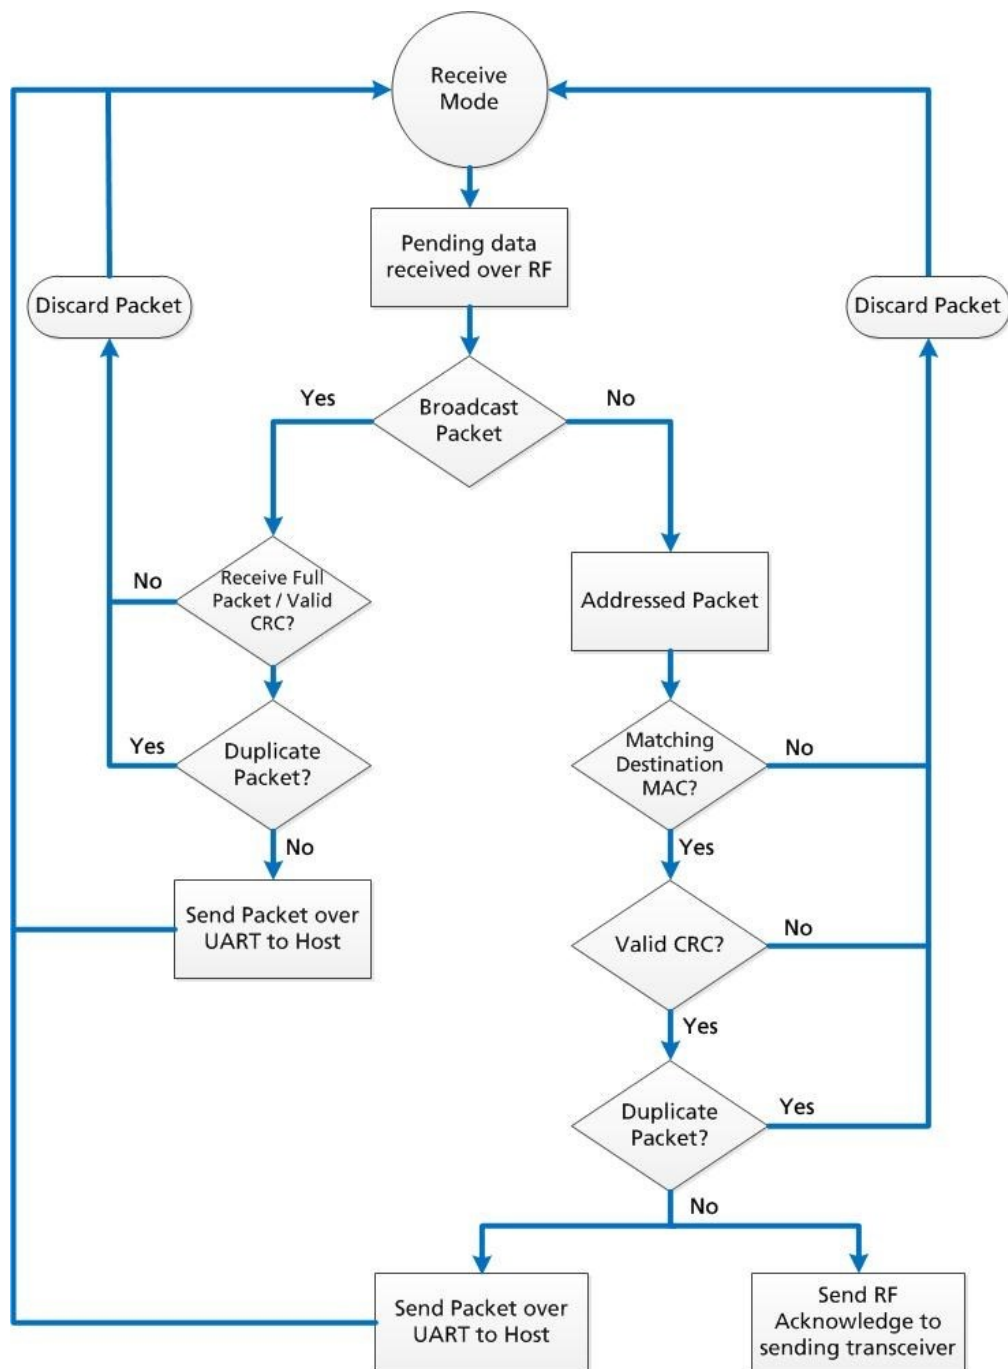 Receive
Mode
Pending data
received over RF
Discard Packet
Discard Packet
Yes
No
Broadcast
Packet
No
Receive Full
Packet / Valid
CRC?
Addressed Packet
Yes
Duplicate
Packet?
Matching
Destination
MAC?
No
No
Yes
Send Packet over
UART to Host
Valid CRC?
No
Yes
Duplicate
Packet?
Yes
No
Send Packet over
UART to Host
Send RF
Acknowledge to
sending transceiver